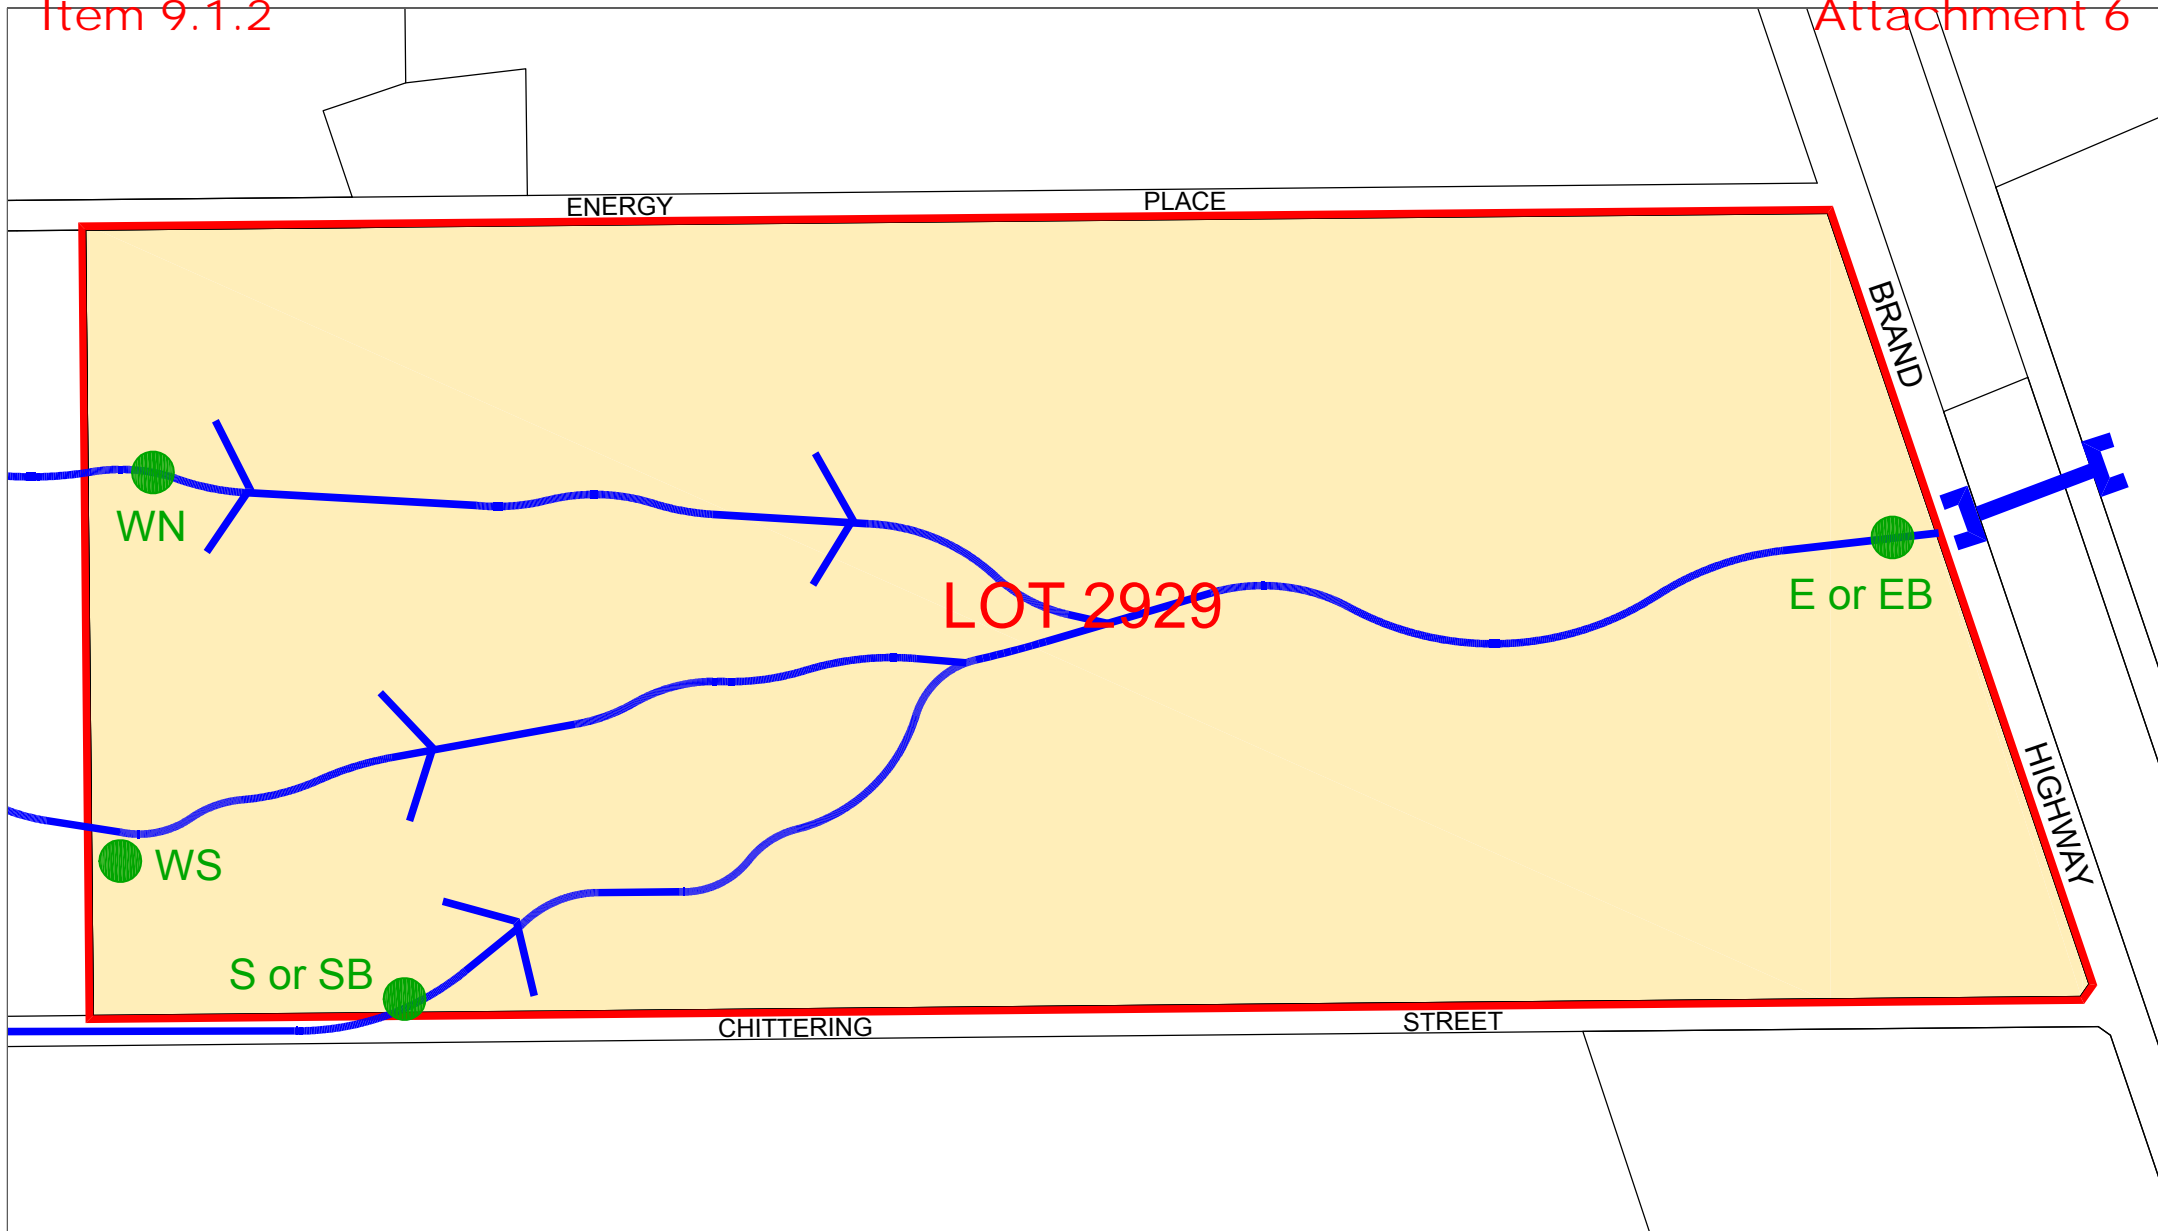 Item 9.1.2
Attachment 6
ENERGY PLACE
BRAND HIGHWAY
WN
LOT 2929
E or EB
WS
S or SB
CHITTERING STREET